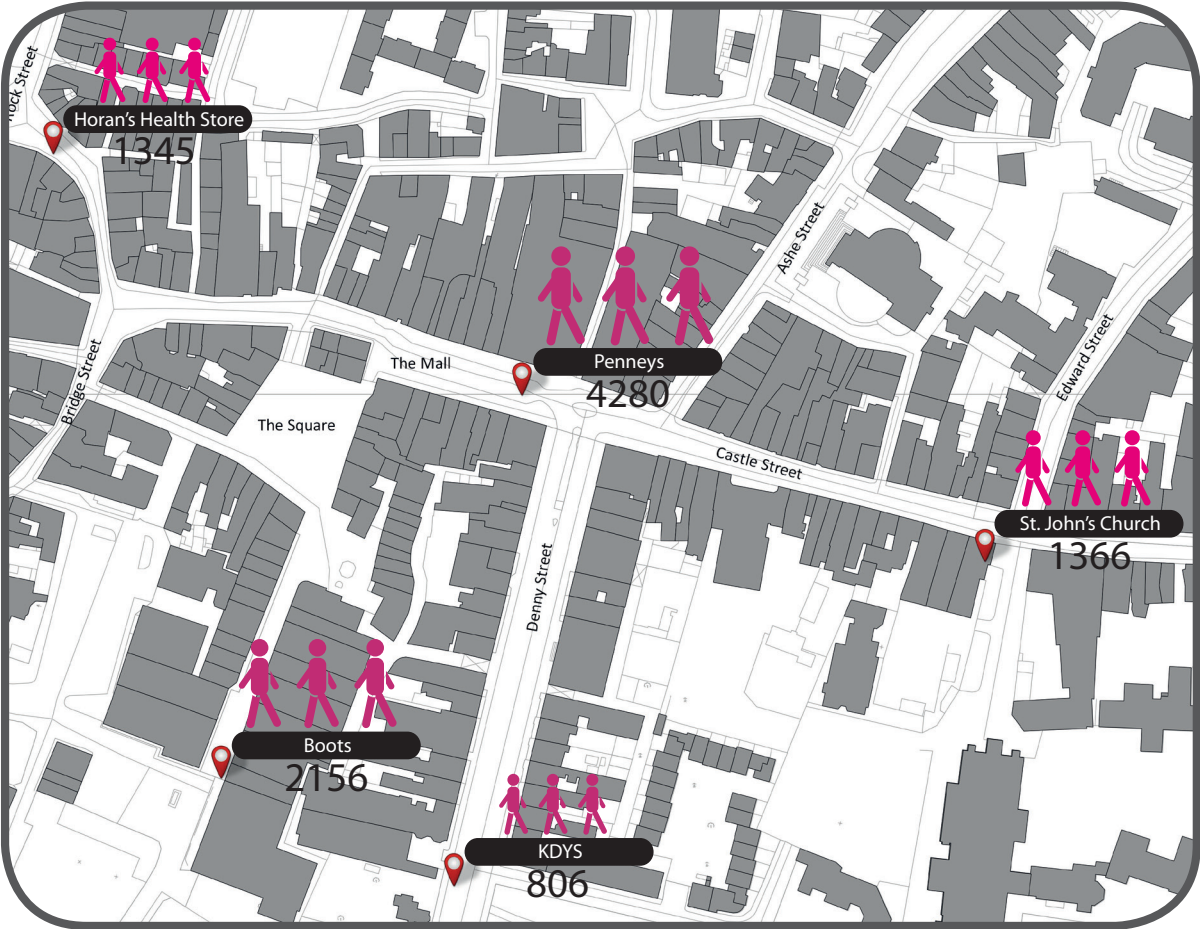 Horan's Health Store
1345
Ashe Street
Penneys
4280
The Mall
Bridge Street
Edward Street
The Square
Castle Street
St. John's Church
1366
Denny Street
Boots
2156
KDYS
806